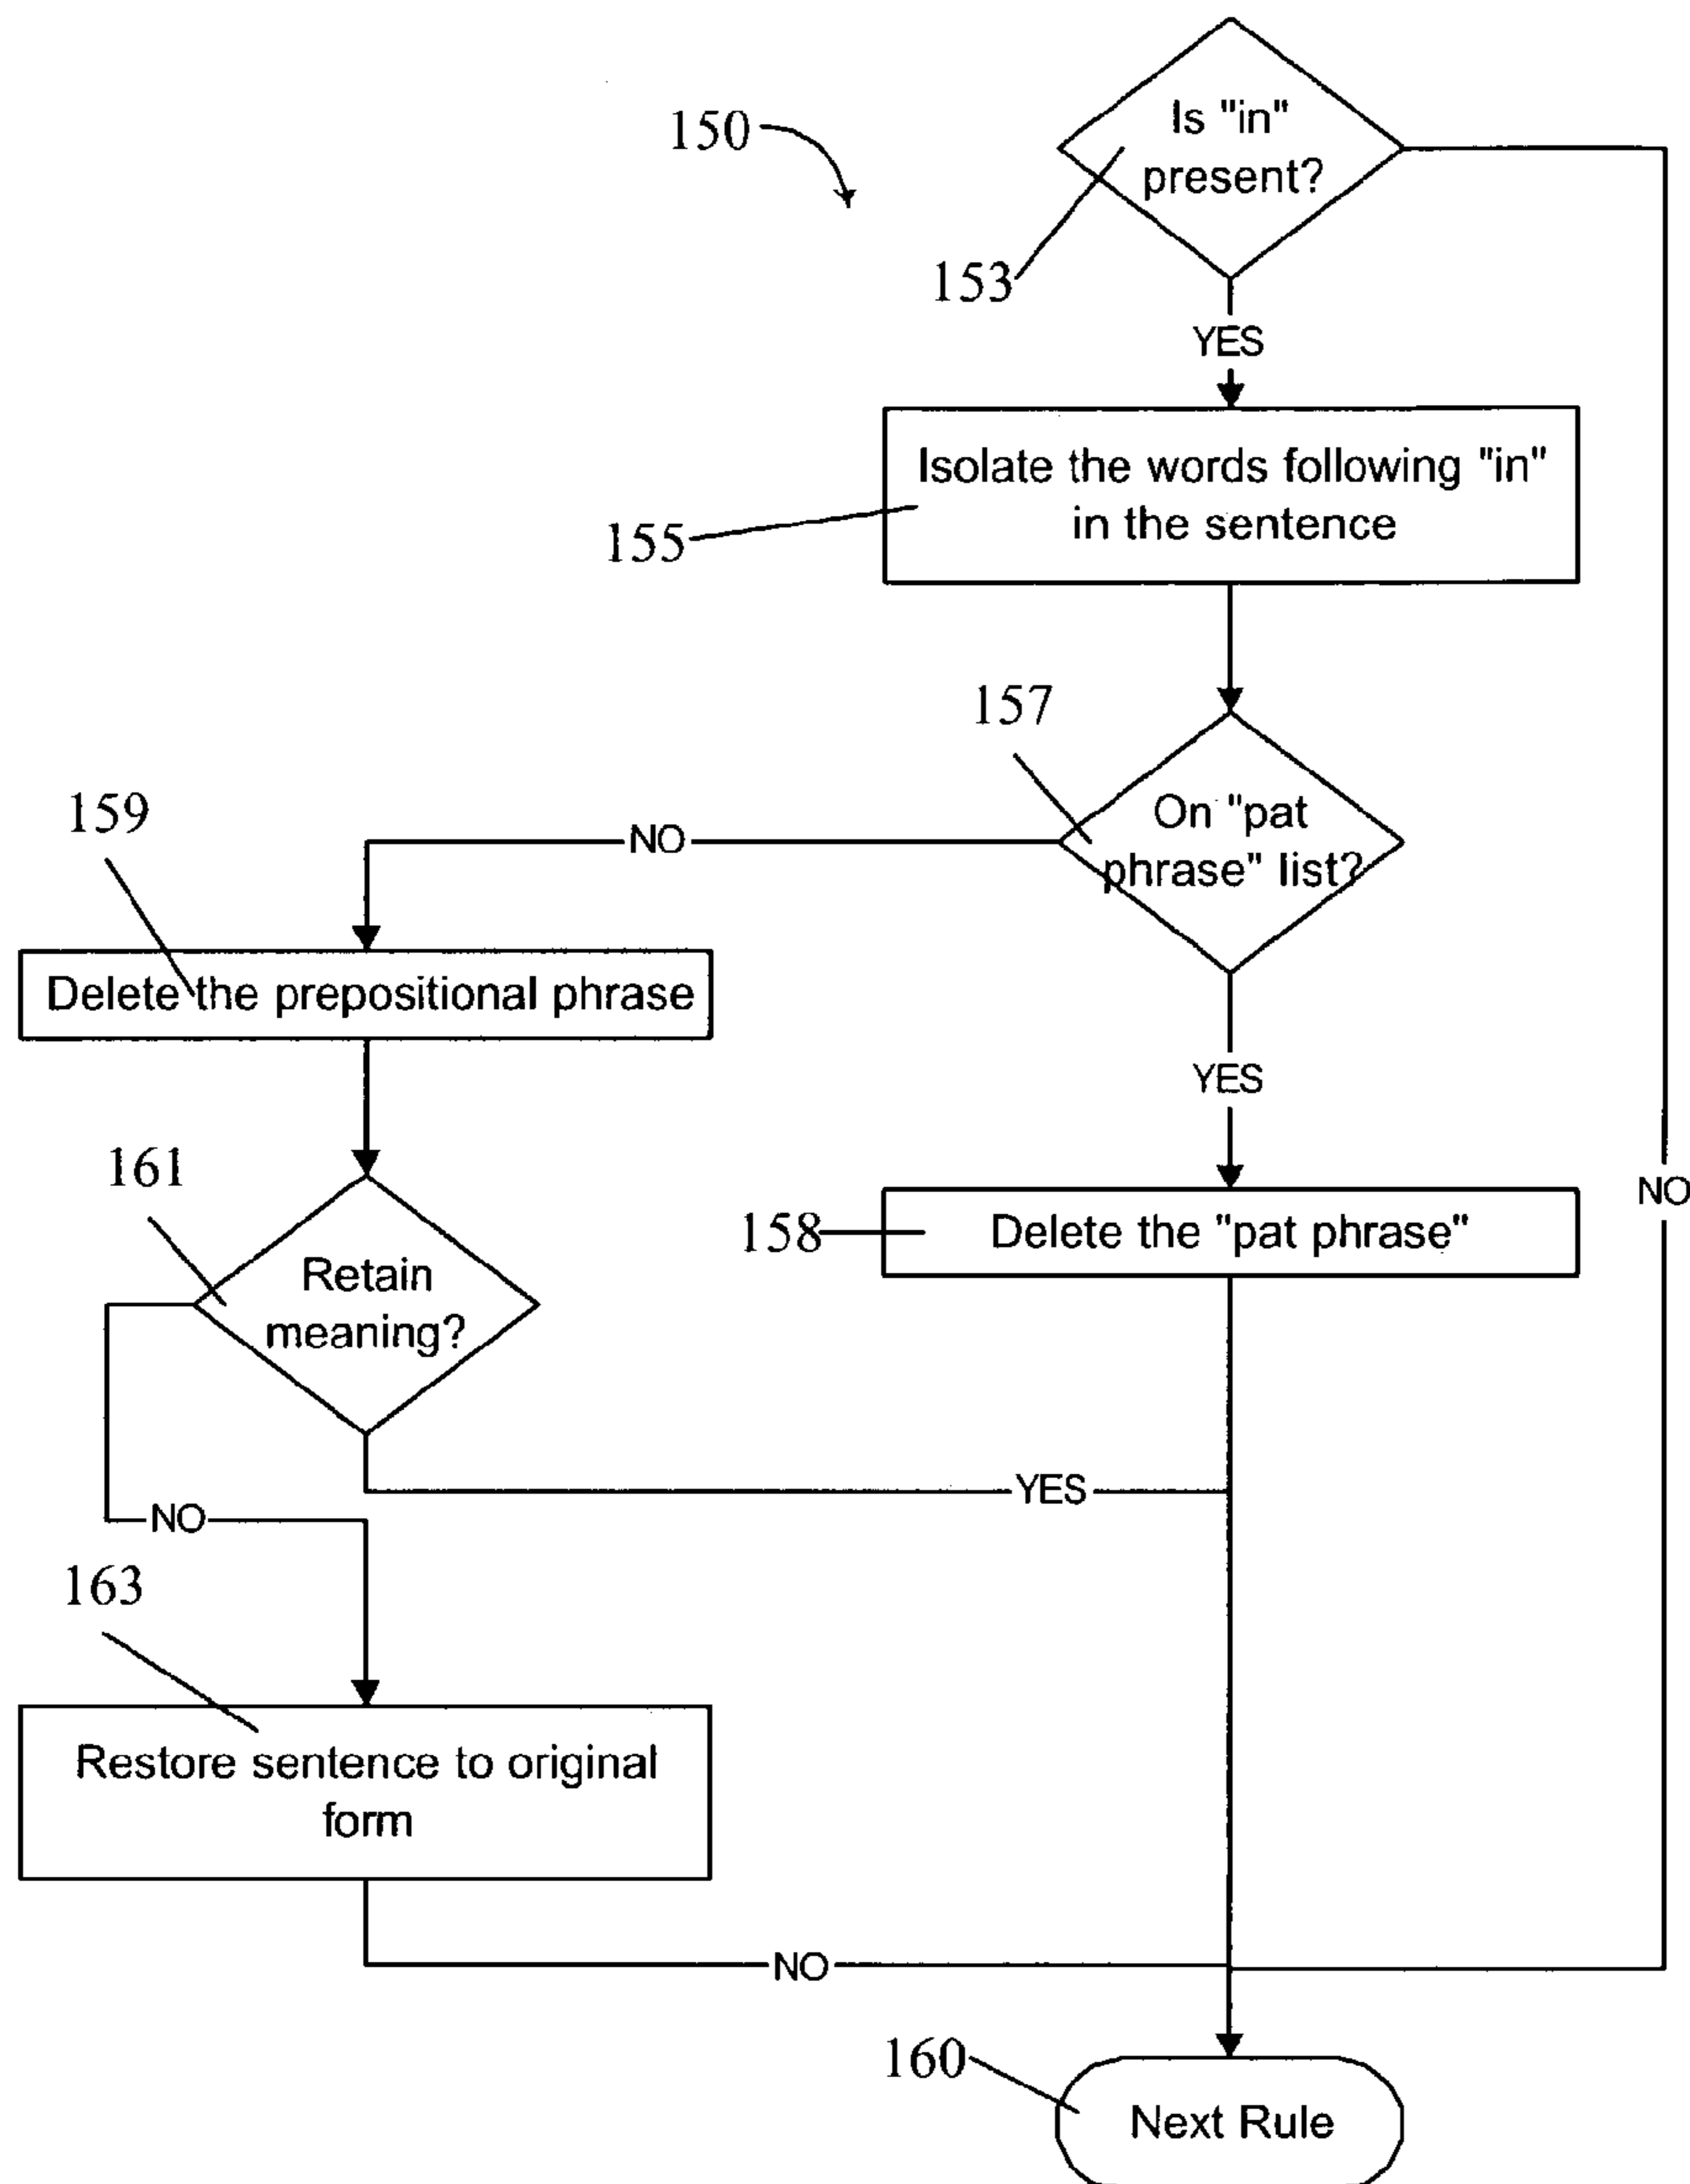 150
Is "in"
present?
153
YES
Isolate the words following "in"
in the sentence
155
157
On "pat
phrase" list?
NO
159
Delete the prepositional phrase
YES
161
NO
Delete the "pat phrase"
158
Retain
meaning?
YES
NO
163
Restore sentence to original
form
NO
160
Next Rule